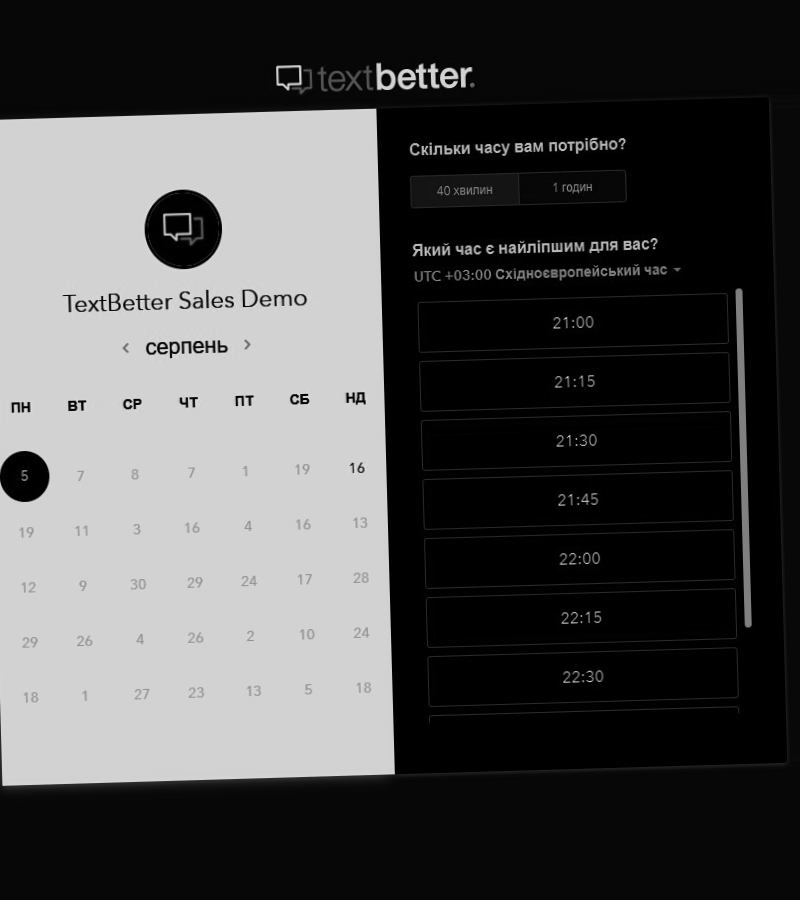 textbetter.
TextBetter Sales Demo
серпень
ПН ВТ СР ЧТ ПТ СБ НД
5 7 8 7 1 19 16
19 11 3 16 4 16 13
12 9 30 29 24 17 28
29 26 4 26 2 10 24
18 1 27 23 13 5 18
Скільки часу вам потрібно?
40 хвилин 1 годин
Який час є найліпшим для вас?
UTC +03:00 Східноєвропейський час
21:00
21:15
21:30
21:45
22:00
22:15
22:30